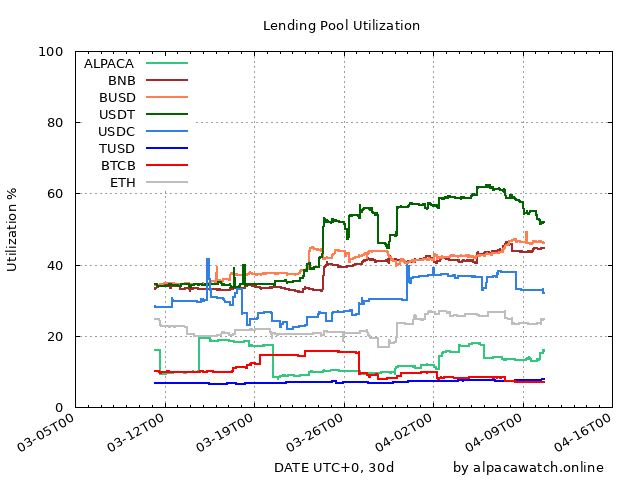 Lending Pool Utilization
100
80
60
40
20
0
Utilization %
ALPACA
BNB
BUSD
USDT
USDC
TUSD
BTCB
ETH
03-05T00
03-12T00
03-19T00
03-26T00
04-02T00
04-09T00
04-16T00
DATE UTC+0, 30d
by alpacawatch.online